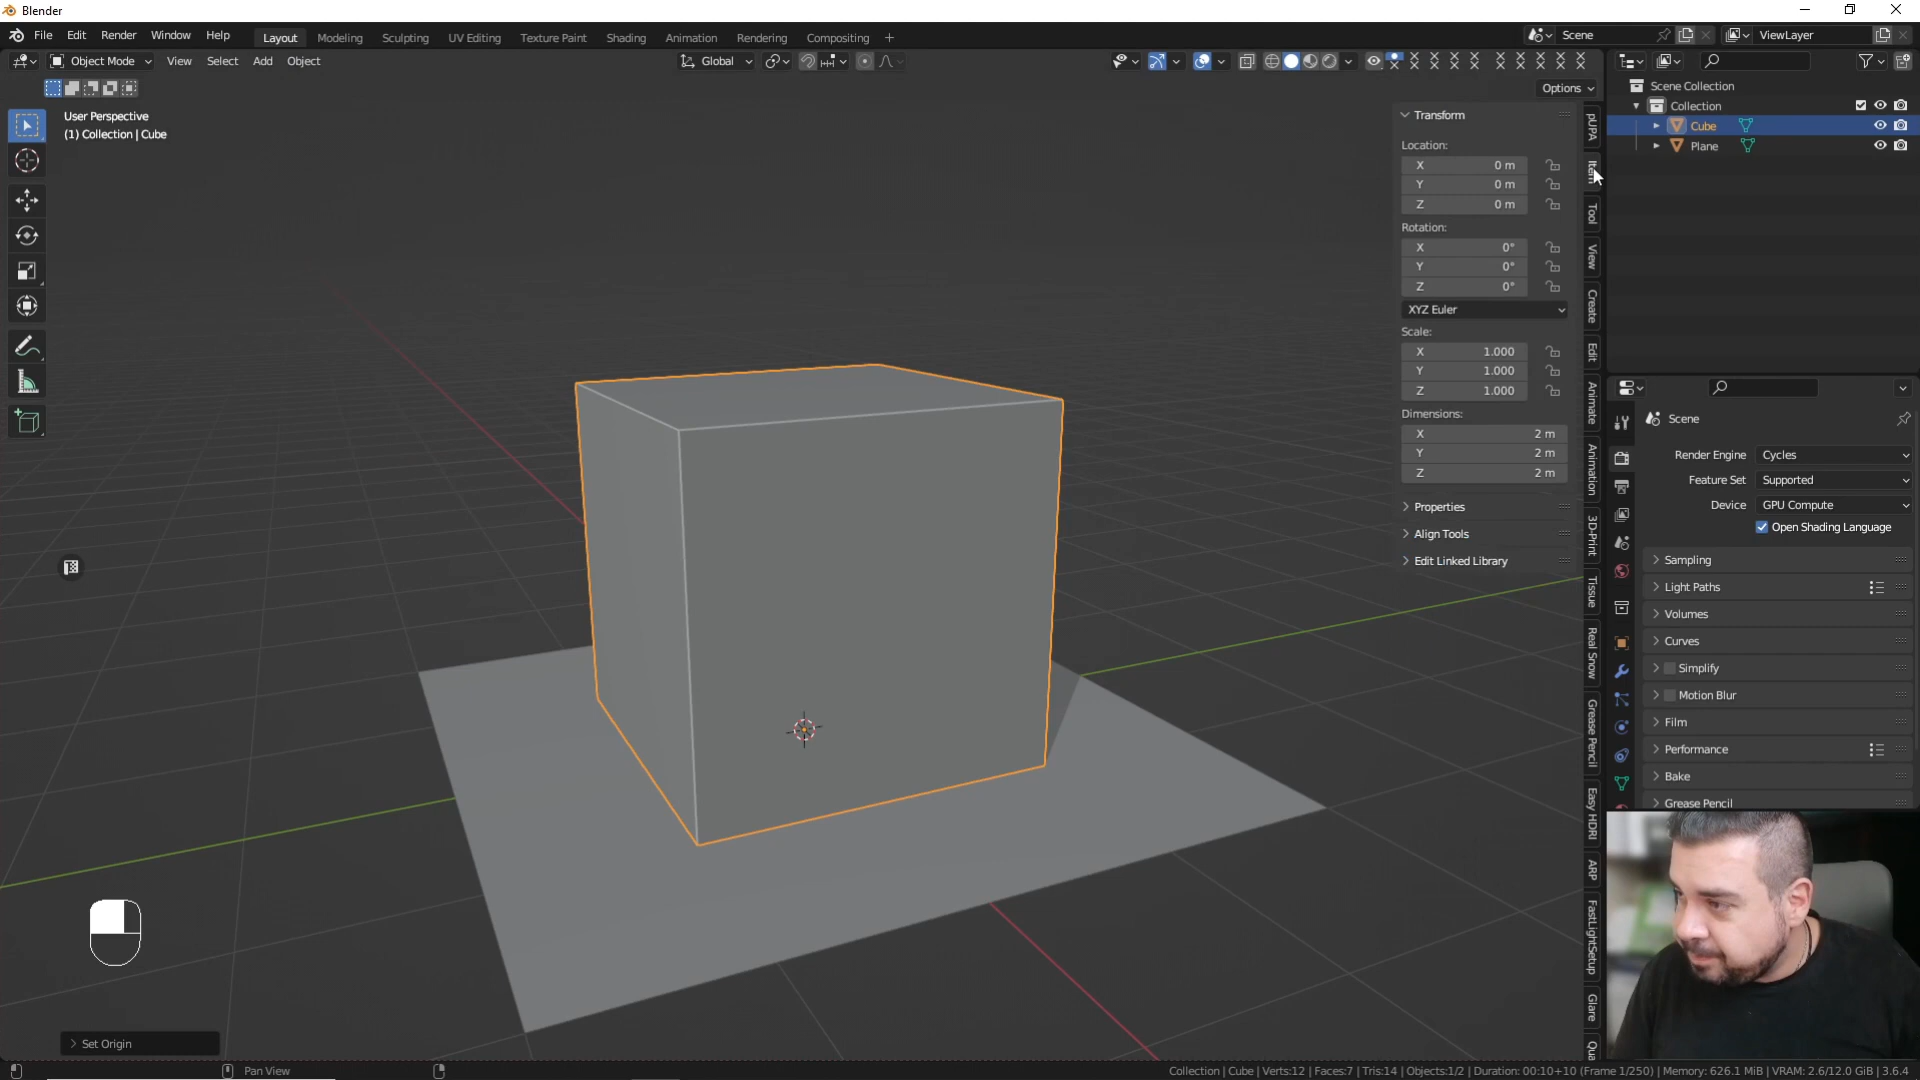 Blender
File Edit Render Window Help Layout Modeling Sculpting UV Editing Texture Paint Shading Animation Rendering Compositing + Scene ViewLayer
Object Mode View Select Add Object Global
Options
User Perspective
(1) Collection | Cube
Transform
Location:
X 0 m
Y 0 m
Z 0 m
Rotation:
X 0°
Y 0°
Z 0°
XYZ Euler
Scale:
X 1.000
Y 1.000
Z 1.000
Dimensions:
X 2 m
Y 2 m
Z 2 m
Properties
Align Tools
Edit Linked Library
pUPA
Item
Tool
View
Create
Edit
Animate
Animation
3D-Print
Tissue
Real Snow
Grease Pencil
Easy HDRI
ARP
FastLightSetup
Glare
Qua
Scene Collection
Collection
Cube
Plane
Scene
Render Engine Cycles
Feature Set Supported
Device GPU Compute
Open Shading Language
Sampling
Light Paths
Volumes
Curves
Simplify
Motion Blur
Film
Performance
Bake
Grease Pencil
Set Origin
Pan View
Collection | Cube | Verts:12 | Faces:7 | Tris:14 | Objects:1/2 | Duration: 00:10+10 (Frame 1/250) | Memory: 626.1 MiB | VRAM: 2.6/12.0 GiB | 3.6.4